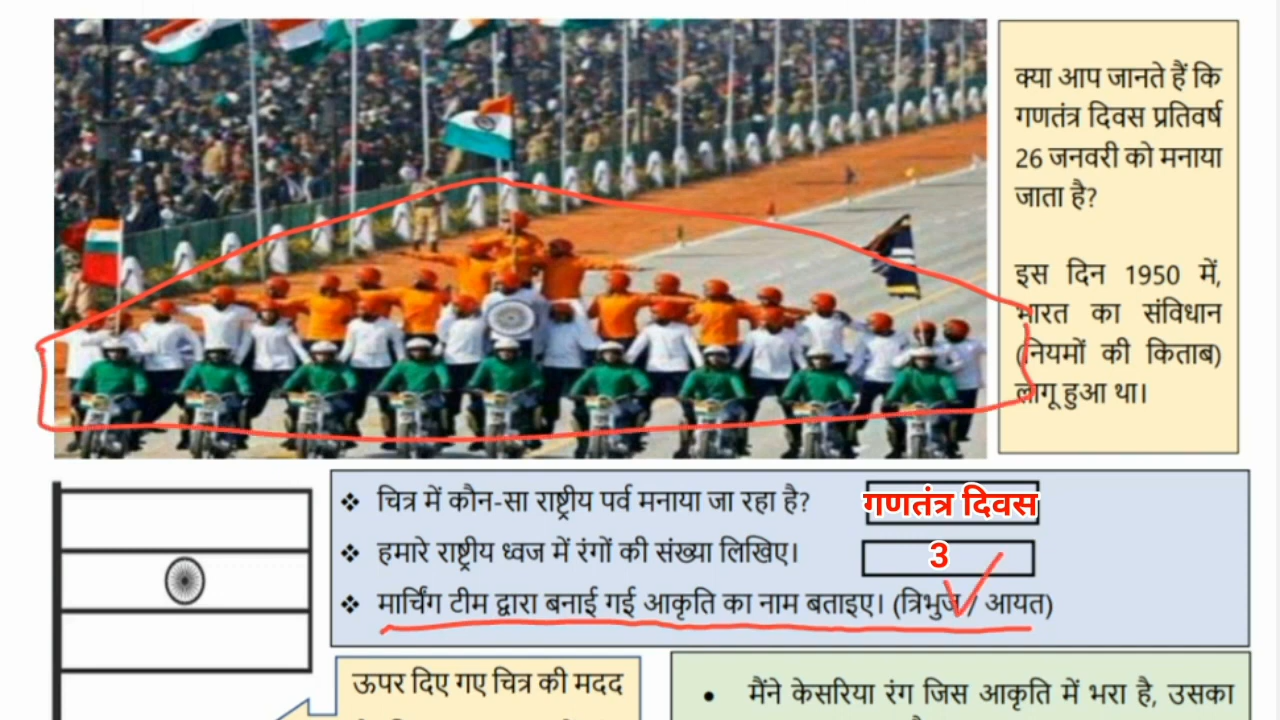 क्या आप जानते हैं कि
गणतंत्र दिवस प्रतिवर्ष
26 जनवरी को मनाया
जाता है?
इस दिन 1950 में,
भारत का संविधान
(नियमों की किताब)
लागू हुआ था।
❖ चित्र में कौन-सा राष्ट्रीय पर्व मनाया जा रहा है? गणतंत्र दिवस
❖ हमारे राष्ट्रीय ध्वज में रंगों की संख्या लिखिए। 3
❖ मार्चिंग टीम द्वारा बनाई गई आकृति का नाम बताइए। (त्रिभुज / आयत)
ऊपर दिए गए चित्र की मदद
• मैंने केसरिया रंग जिस आकृति में भरा है, उसका